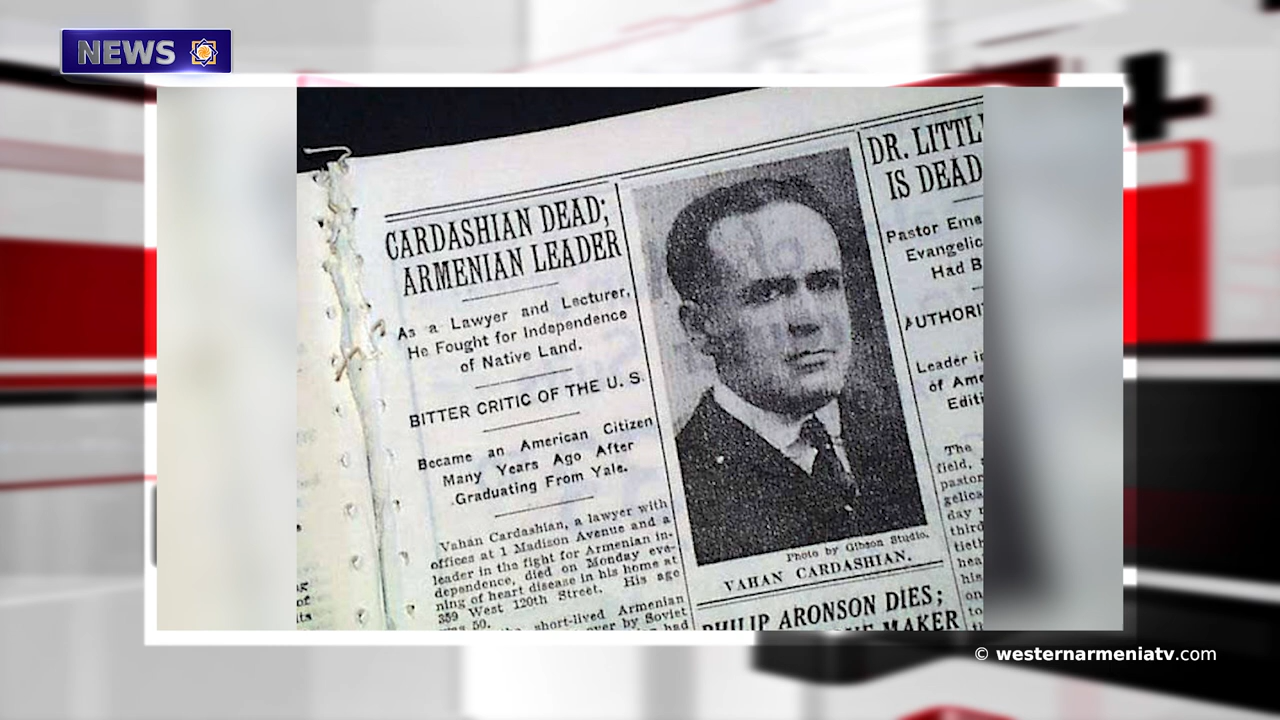 NEWS
CARDASHIAN DEAD;
ARMENIAN LEADER
As a Lawyer and Lecturer,
He Fought for Independence
of Native Land.
BITTER CRITIC OF THE U. S.
Became an American Citizen
Many Years Ago After
Graduating From Yale.
Vahan Cardashian, a lawyer with
offices at 1 Madison Avenue and a
leader in the fight for Armenian in-
dependence, died on Monday eve-
ning of heart disease in his home at
359 West 120th Street. His age
was 50.
short-lived Armenian
over by Soviet
had
Photo by Gibson Studio.
VAHAN CARDASHIAN.
PHILIP ARONSON DIES;
MAKER
DR. LITTL
IS DEAD
Pastor Eme
Evangelic
Had B
AUTHORI
Leader i
of Ame
Editi
The
field,
pastor
gelica
day
third
tieth
hea
his
on
to
© westernarmeniatv.com